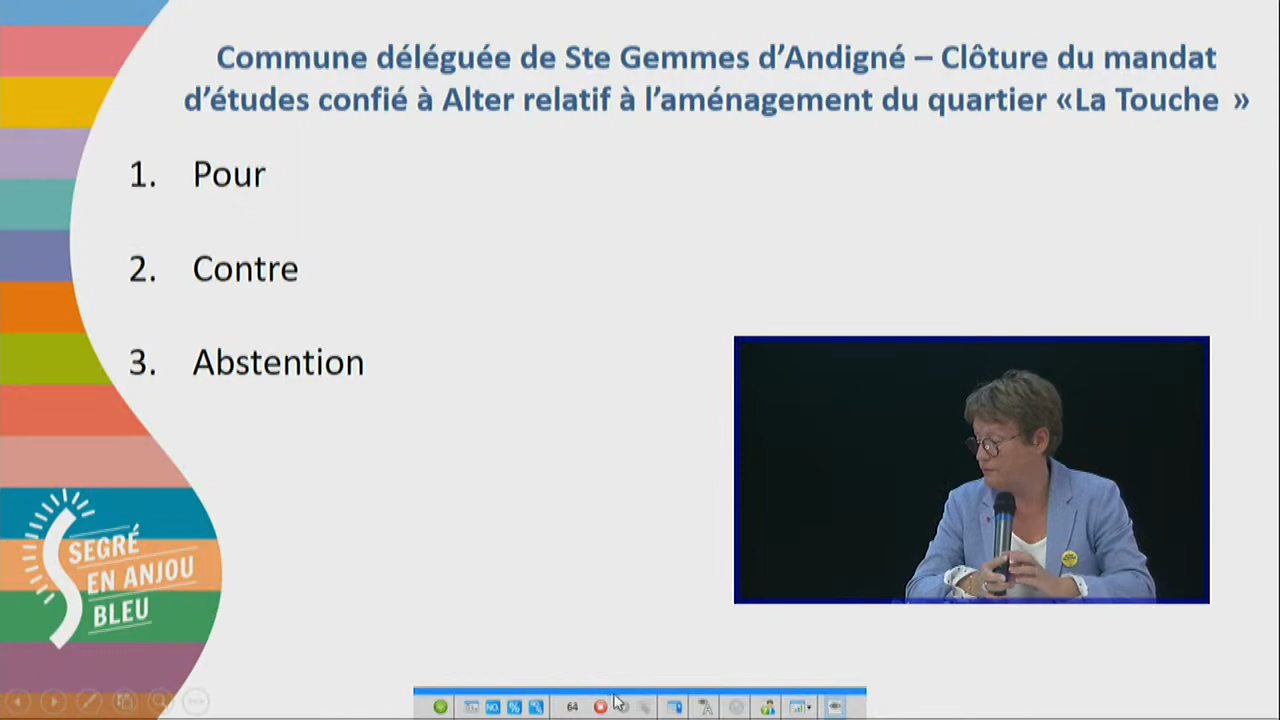 Commune déléguée de Ste Gemmes d’Andigné – Clôture du mandat
d’études confié à Alter relatif à l’aménagement du quartier «La Touche »
1. Pour
2. Contre
3. Abstention
SEGRÉ
EN ANJOU
BLEU
NO.
%
64